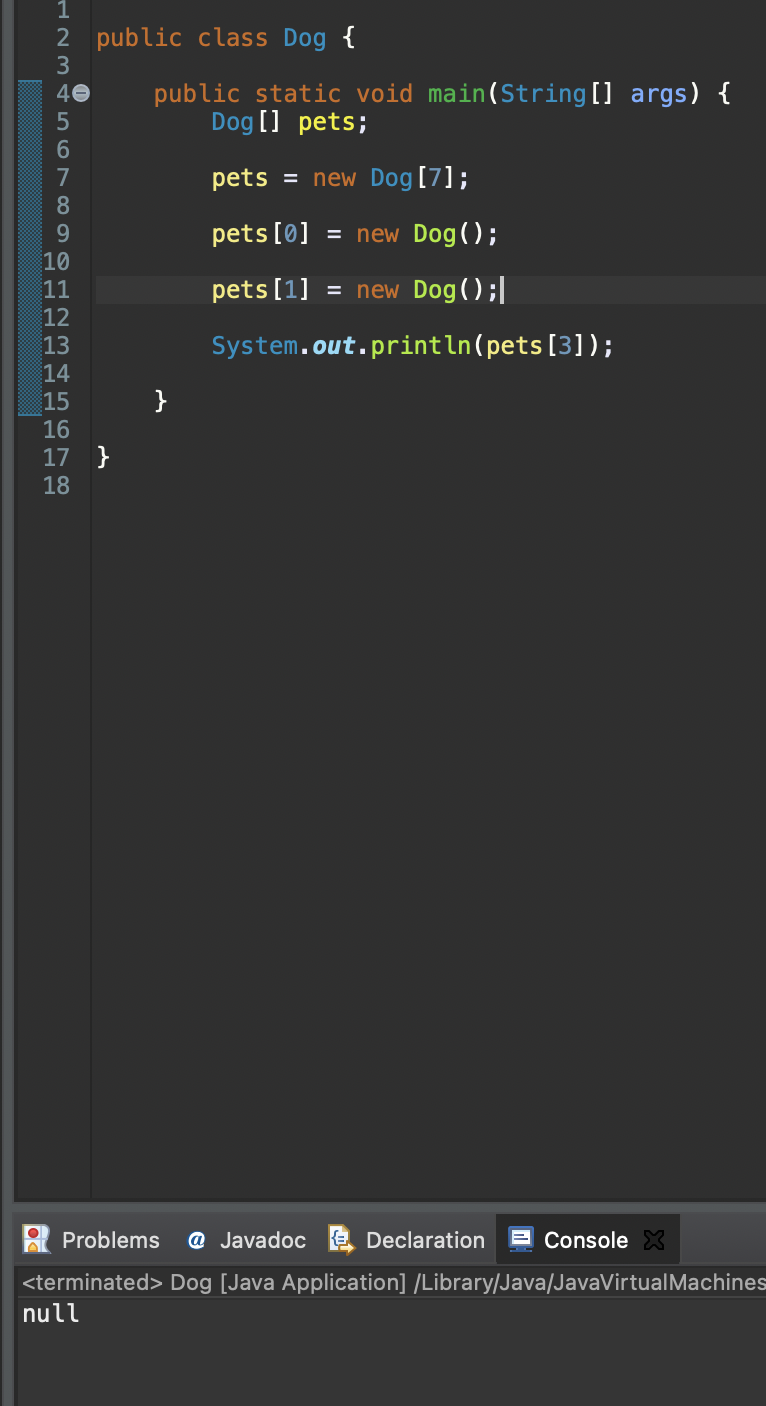 1
2 public class Dog {
3
4 public static void main(String[] args) {
5 Dog[] pets;
6
7 pets = new Dog[7];
8
9 pets[0] = new Dog();
10
11 pets[1] = new Dog();
12
13 System.out.println(pets[3]);
14
15 }
16
17 }
18
Problems @ Javadoc Declaration Console
<terminated> Dog [Java Application] /Library/Java/JavaVirtualMachines
null